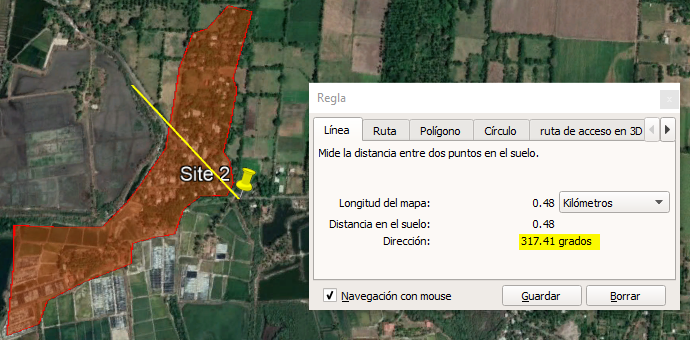 Site 2
Regla
Línea
Ruta
Polígono
Círculo
ruta de acceso en 3D
Mide la distancia entre dos puntos en el suelo.
Longitud del mapa: 0.48 Kilómetros
Distancia en el suelo: 0.48
Dirección: 317.41 grados
Navegación con mouse
Guardar
Borrar